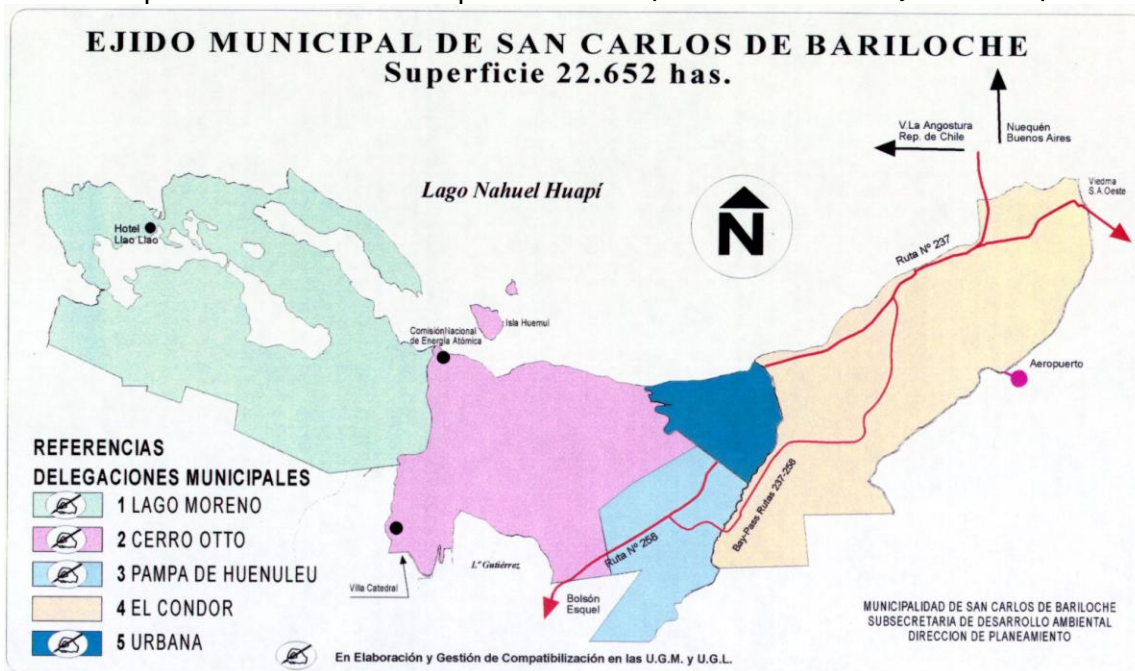 EJIDO MUNICIPAL DE SAN CARLOS DE BARILOCHE
Superficie 22.652 has.
V.La Angostura
Rep. de Chile
Nuequén
Buenos Aires
Lago Nahuel Huapí
N
Viedma
S.A.Oeste
Hotel
Llao Llao
Ruta Nº 237
Isla Huemul
Comisión Nacional
de Energía Atómica
Aeropuerto
REFERENCIAS
DELEGACIONES MUNICIPALES
1 LAGO MORENO
2 CERRO OTTO
3 PAMPA DE HUENULEU
4 EL CONDOR
5 URBANA
Bay-Pass Rutas 237-258
Ruta Nº 258
Lº Gutiérrez
Villa Catedral
Bolsón
Esquel
MUNICIPALIDAD DE SAN CARLOS DE BARILOCHE
SUBSECRETARIA DE DESARROLLO AMBIENTAL
DIRECCION DE PLANEAMIENTO
En Elaboración y Gestión de Compatibilización en las U.G.M. y U.G.L.